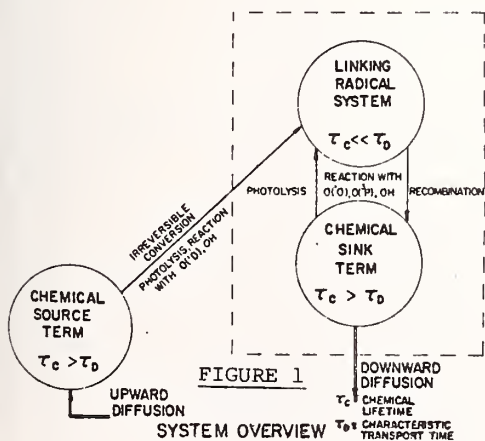 LINKING
RADICAL
SYSTEM
τc << τD
PHOTOLYSIS
REACTION WITH
O('D),O(³P), OH
RECOMBINATION
IRREVERSIBLE
CONVERSION
PHOTOLYSIS, REACTION
WITH O('D), OH
CHEMICAL
SINK
TERM
τc > τD
CHEMICAL
SOURCE
TERM
τc > τD
FIGURE 1
UPWARD
DIFFUSION
DOWNWARD
DIFFUSION
τc = CHEMICAL
LIFETIME
τD = CHARACTERISTIC
TRANSPORT TIME
SYSTEM OVERVIEW